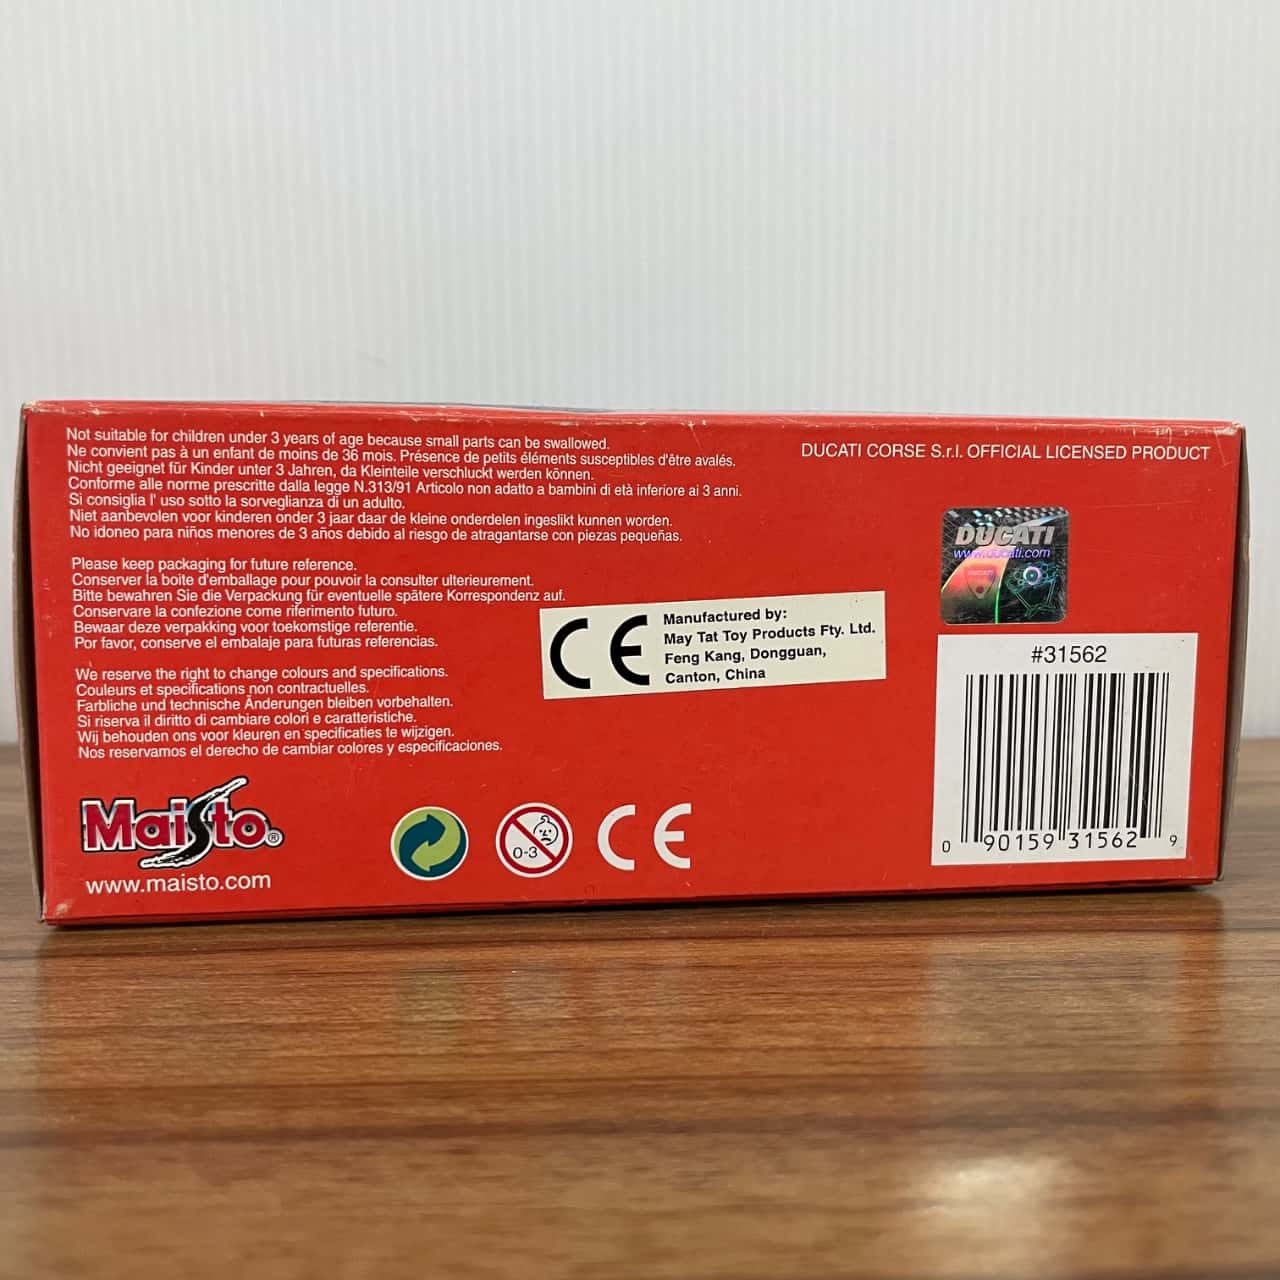 Not suitable for children under 3 years of age because small parts can be swallowed.
Ne convient pas à un enfant de moins de 36 mois. Présence de petits éléments susceptibles d'être avalés.
Nicht geeignet für Kinder unter 3 Jahren, da Kleinteile verschluckt werden können.
Conforme alle norme prescritte dalla legge N.313/91 Articolo non adatto a bambini di età inferiore ai 3 anni.
Si consiglia l' uso sotto la sorveglianza di un adulto.
Niet aanbevolen voor kinderen onder 3 jaar daar de kleine onderdelen ingeslikt kunnen worden.
No idoneo para niños menores de 3 años debido al riesgo de atragantarse con piezas pequeñas.
Please keep packaging for future reference.
Conserver la boite d'emballage pour pouvoir la consulter ulterieurement.
Bitte bewahren Sie die Verpackung für eventuelle spätere Korrespondenz auf.
Conservare la confezione come riferimento futuro.
Bewaar deze verpakking voor toekomstige referentie.
Por favor, conserve el embalaje para futuras referencias.
We reserve the right to change colours and specifications.
Couleurs et specifications non contractuelles.
Farbliche und technische Änderungen bleiben vorbehalten.
Si riserva il diritto di cambiare colori e caratteristiche.
Wij behouden ons voor kleuren en specificaties te wijzigen.
Nos reservamos el derecho de cambiar colores y especificaciones.
Maisto®
www.maisto.com
0-3
CE
CE
Manufactured by:
May Tat Toy Products Fty. Ltd.
Feng Kang, Dongguan,
Canton, China
DUCATI CORSE S.r.l. OFFICIAL LICENSED PRODUCT
DUCATI
www.ducati.com
DUCATI
#31562
0 90159 31562 9